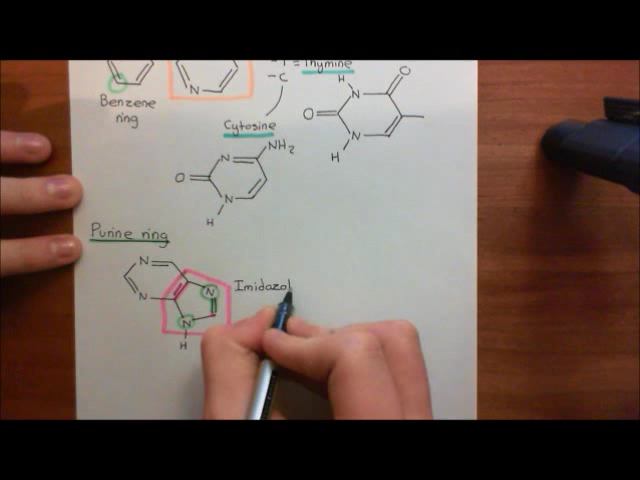 N
= Thymine
- C
Benzene
ring
Cytosine
NH2
N
O
N
H
H
N
O
O
N
H
Purine ring
N
N
N
N
H
Imidazol